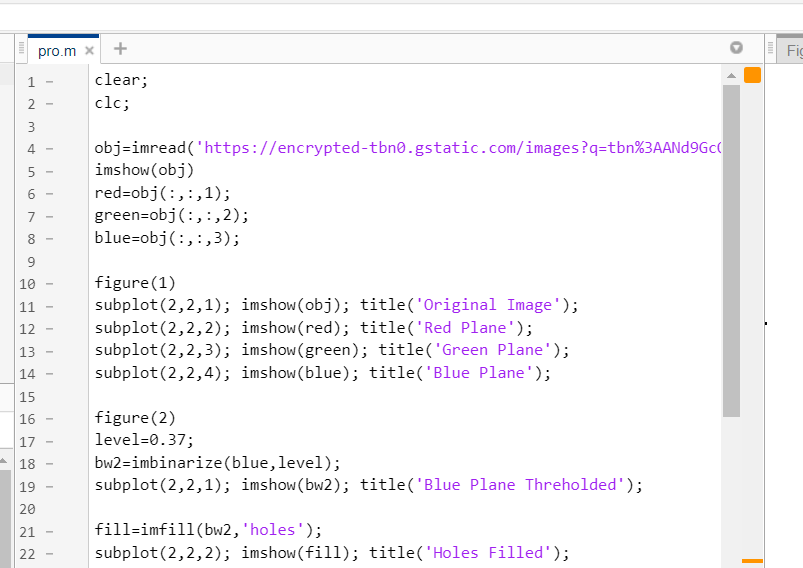 pro.m
Fig
1 clear;
2 clc;
3
4 obj=imread('https://encrypted-tbn0.gstatic.com/images?q=tbn%3AANd9Gc
5 imshow(obj)
6 red=obj(:,:,1);
7 green=obj(:,:,2);
8 blue=obj(:,:,3);
9
10 figure(1)
11 subplot(2,2,1); imshow(obj); title('Original Image');
12 subplot(2,2,2); imshow(red); title('Red Plane');
13 subplot(2,2,3); imshow(green); title('Green Plane');
14 subplot(2,2,4); imshow(blue); title('Blue Plane');
15
16 figure(2)
17 level=0.37;
18 bw2=imbinarize(blue,level);
19 subplot(2,2,1); imshow(bw2); title('Blue Plane Threholded');
20
21 fill=imfill(bw2,'holes');
22 subplot(2,2,2); imshow(fill); title('Holes Filled');